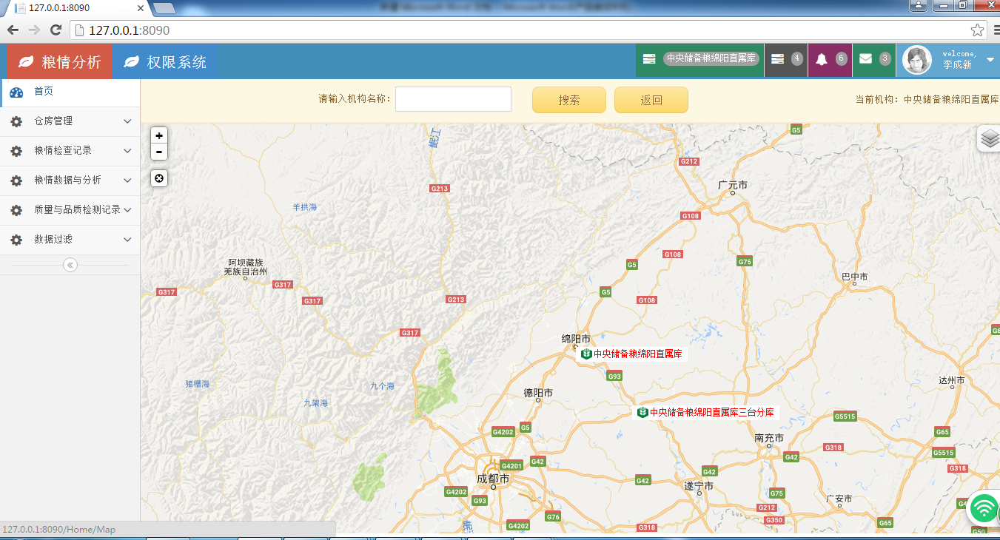 127.0.0.1:8090
127.0.0.1:8090
粮情分析
权限系统
中央储备粮绵阳直属库
4
6
3
welcome,
李成新
首页
仓房管理
粮情检查记录
粮情数据与分析
质量与品质检测记录
数据过滤
请输入机构名称：
搜索
返回
当前机构：中央储备粮绵阳直属库
+
-
岷江
G5
G212
广元市
G213
羊拱海
G108
G108
G5
G75
阿坝藏族
羌族自治州
巴中市
G317
G317
G317
G213
G5
G108
G317
绵阳市
中央储备粮绵阳直属库
G93
猪槽海
九个海
九架海
德阳市
达州市
中央储备粮绵阳直属库三台分库
G5515
G4202
G5
南充市
G65
G318
G5515
G42
G4201
G42
G318
成都市
G42
G42
遂宁市
G4202
G93
G75
广安市
G212
G76
G350
G65
G4202
G318
G50
127.0.0.1:8090/Home/Map